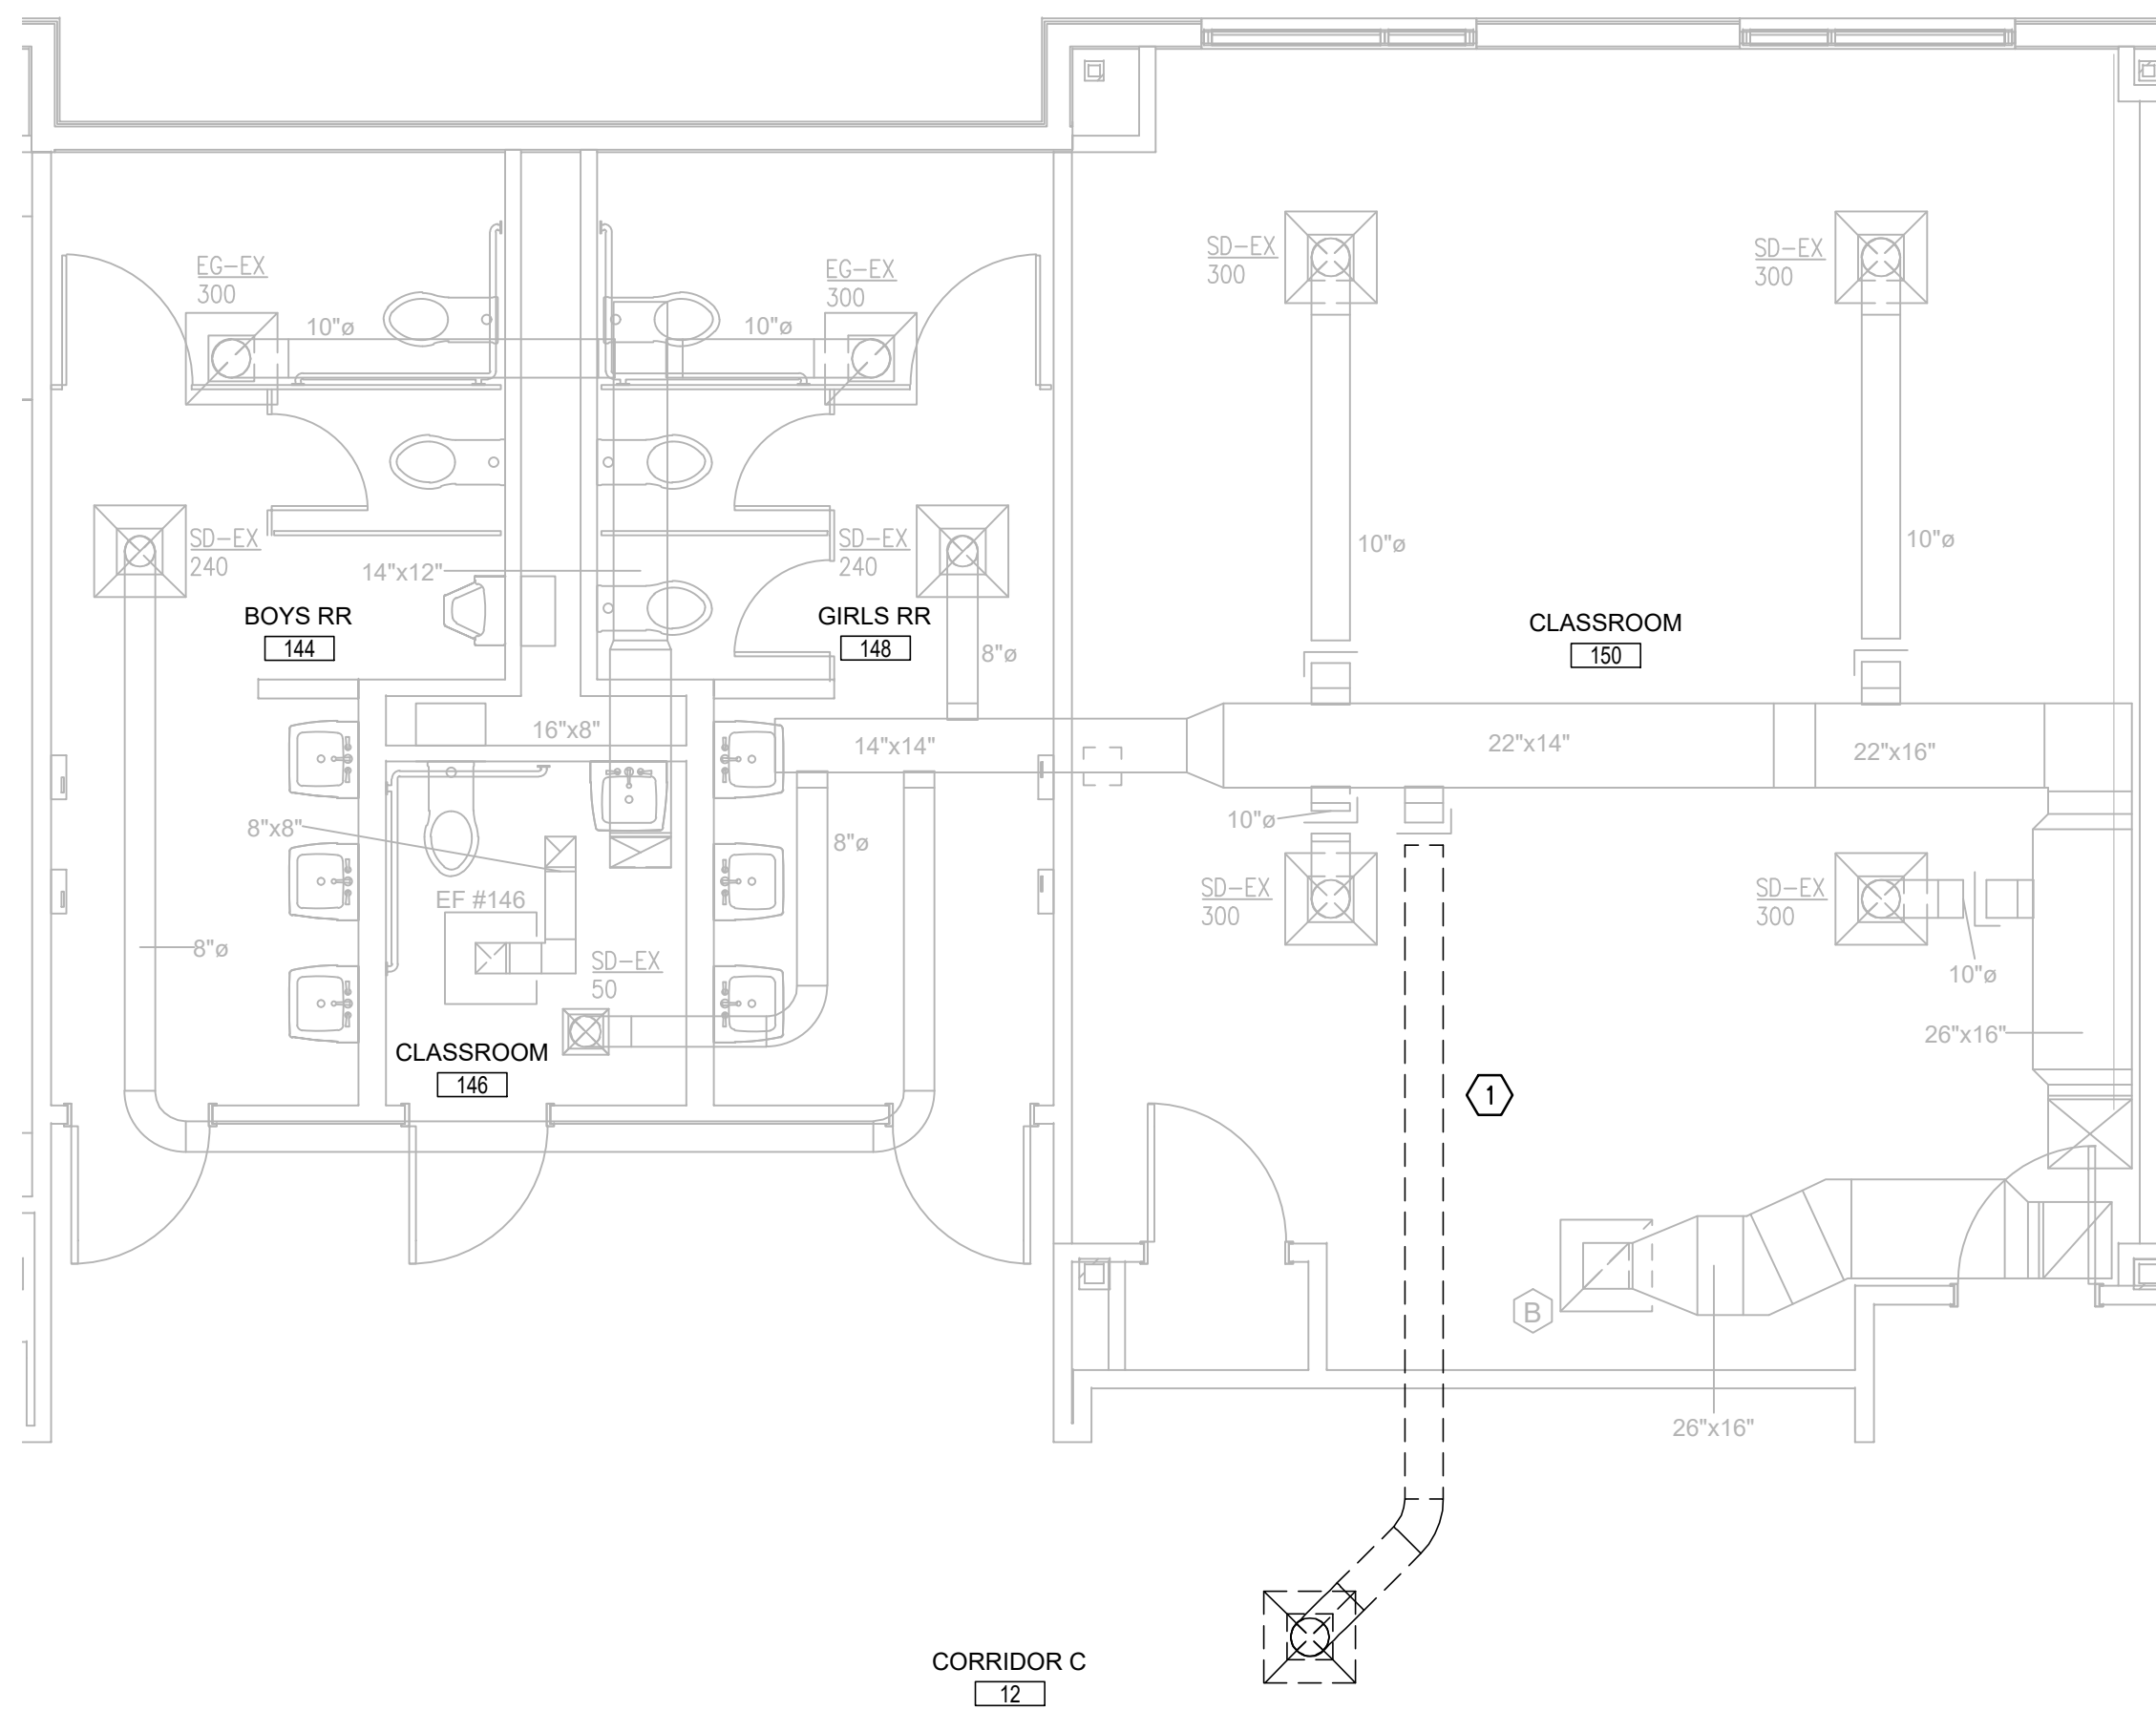 SD-EX
300
SD-EX
300
EG-EX
300
EG-EX
300
10"ø
10"ø
SD-EX
240
SD-EX
240
14"x12"
10"ø
10"ø
BOYS RR
144
GIRLS RR
148
CLASSROOM
150
8"ø
16"x8"
14"x14"
22"x14"
22"x16"
8"x8"
8"ø
10"ø
EF #146
SD-EX
300
SD-EX
300
8"ø
SD-EX
50
10"ø
26"x16"
CLASSROOM
146
1
B
26"x16"
CORRIDOR C
12